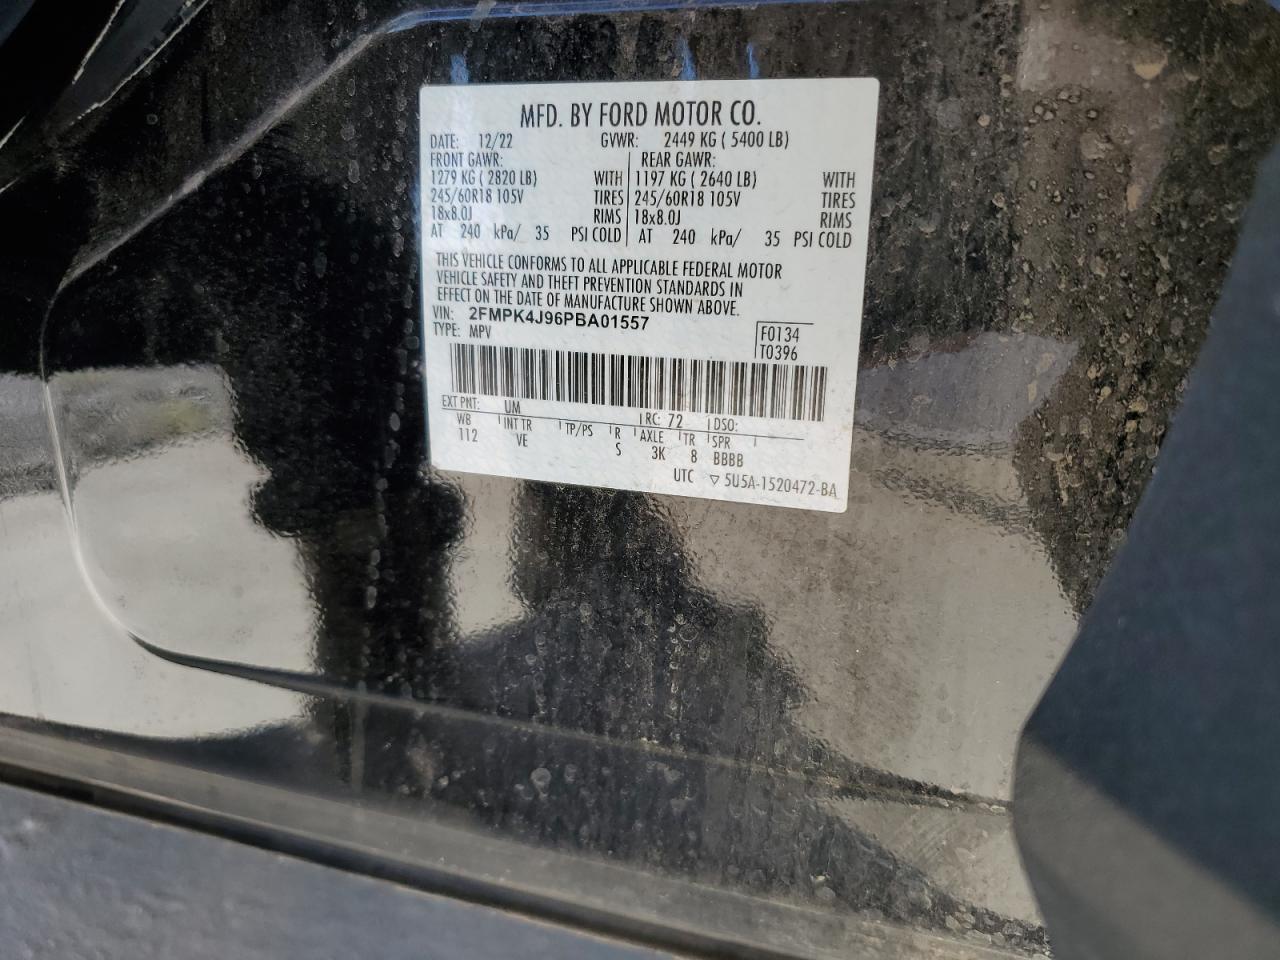 MFD. BY FORD MOTOR CO.
DATE: 12/22 GVWR: 2449 KG ( 5400 LB)
FRONT GAWR: REAR GAWR:
1279 KG ( 2820 LB) WITH 1197 KG ( 2640 LB) WITH
245/60R18 105V TIRES 245/60R18 105V TIRES
18x8.0J RIMS 18x8.0J RIMS
AT 240 kPa/ 35 PSI COLD AT 240 kPa/ 35 PSI COLD
THIS VEHICLE CONFORMS TO ALL APPLICABLE FEDERAL MOTOR
VEHICLE SAFETY AND THEFT PREVENTION STANDARDS IN
EFFECT ON THE DATE OF MANUFACTURE SHOWN ABOVE.
VIN: 2FMPK4J96PBA01557
TYPE: MPV F0134
T0396
EXT PNT: UM RC: 72 DSO:
WB INT TR TP/PS R AXLE TR SPR
112 VE S 3K 8 BBBB
UTC ▽ 5U5A-1520472-BA